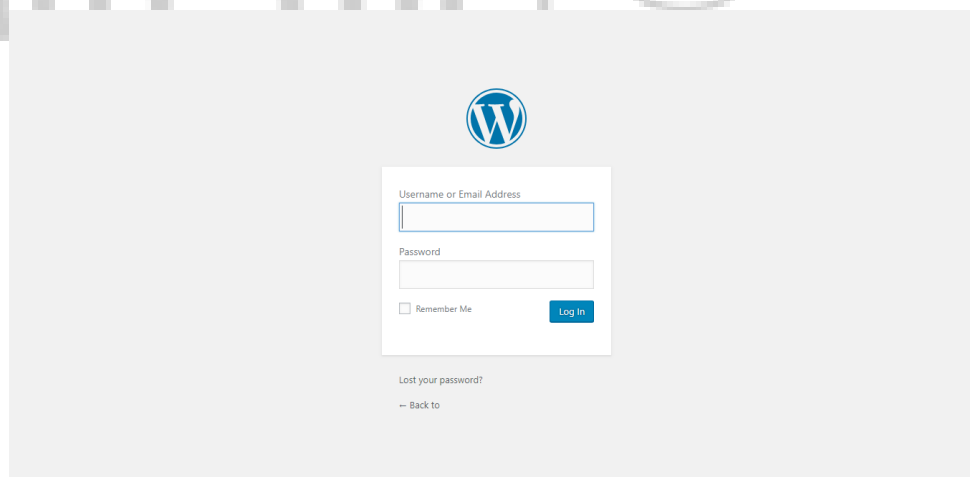 Username or Email Address
Password
Remember Me
Log In
Lost your password?
← Back to